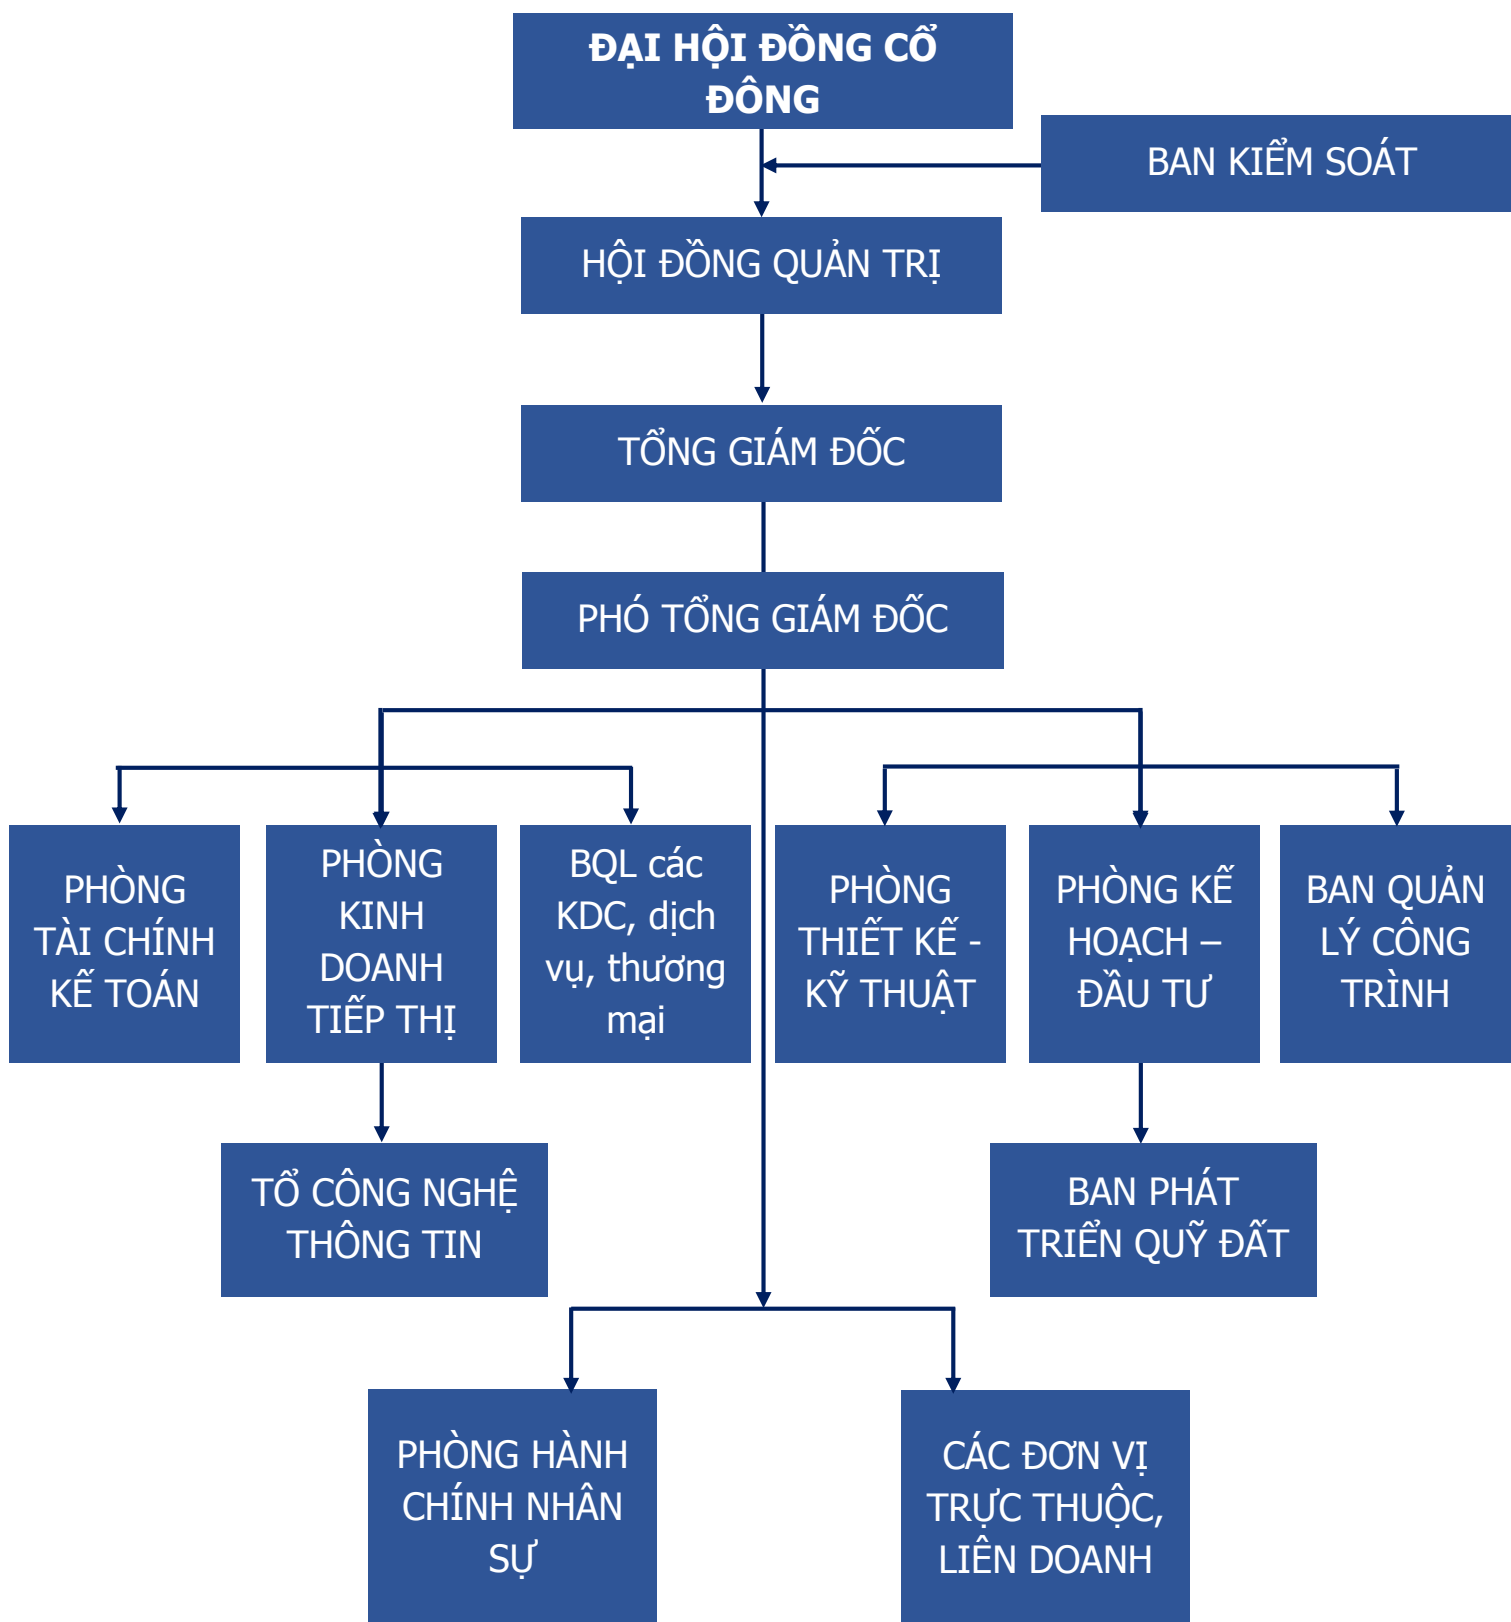 ĐẠI HỘI ĐỒNG CỔ
ĐÔNG
BAN KIỂM SOÁT
HỘI ĐỒNG QUẢN TRỊ
TỔNG GIÁM ĐỐC
PHÓ TỔNG GIÁM ĐỐC
PHÒNG
TÀI CHÍNH
KẾ TOÁN
PHÒNG
KINH
DOANH
TIẾP THỊ
BQL các
KDC, dịch
vụ, thương
mại
PHÒNG
THIẾT KẾ -
KỸ THUẬT
PHÒNG KẾ
HOẠCH –
ĐẦU TƯ
BAN QUẢN
LÝ CÔNG
TRÌNH
TỔ CÔNG NGHỆ
THÔNG TIN
BAN PHÁT
TRIỂN QUỸ ĐẤT
PHÒNG HÀNH
CHÍNH NHÂN
SỰ
CÁC ĐƠN VỊ
TRỰC THUỘC,
LIÊN DOANH